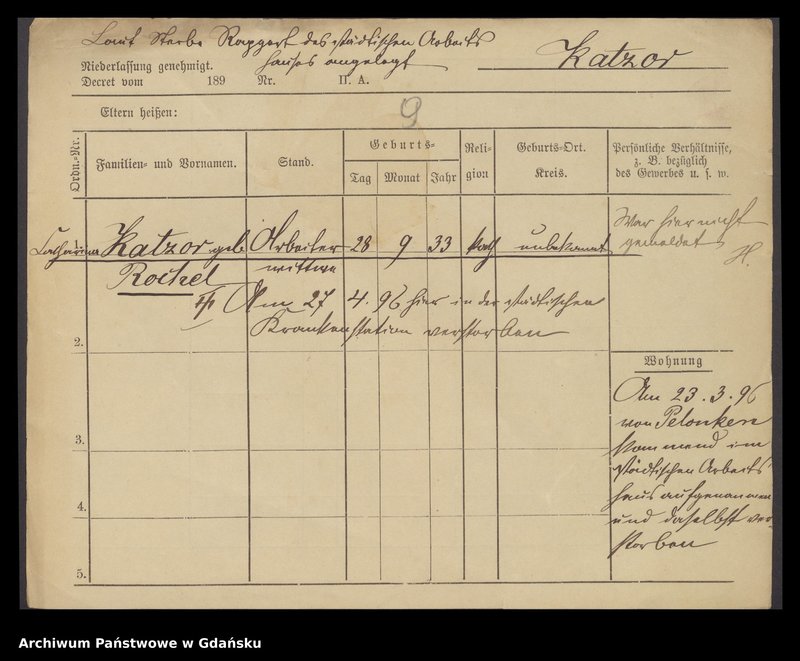 Laut Sterbe Rapport des städtischen Arbeits
hauses angelegt
Katzor
Niederlassung genehmigt.
Decret vom 189 Nr. II. A.
Eltern heißen:
9
Ordn.-Nr.
Familien- und Vornamen.
Stand.
Geburts-
Tag
Monat
Jahr
Reli-
gion
Geburts-Ort.
Kreis.
Persönliche Verhältnisse,
z. B. bezüglich
des Gewerbes u. s. w.
1.
Catharina Katzor geb. Arbeiter 28 9 33 kath unbekannt
Rockel wittwe
War hier nicht
gemeldet
H.
Am 27 4. 96 hier in der städtischen
Krankenstation verstorben
2.
3.
4.
5.
Wohnung
Am 23. 3. 96
von Pelonken
kommend im
städtischen Arbeits
haus aufgenommen
und daselbst ver-
storben
Archiwum Państwowe w Gdańsku